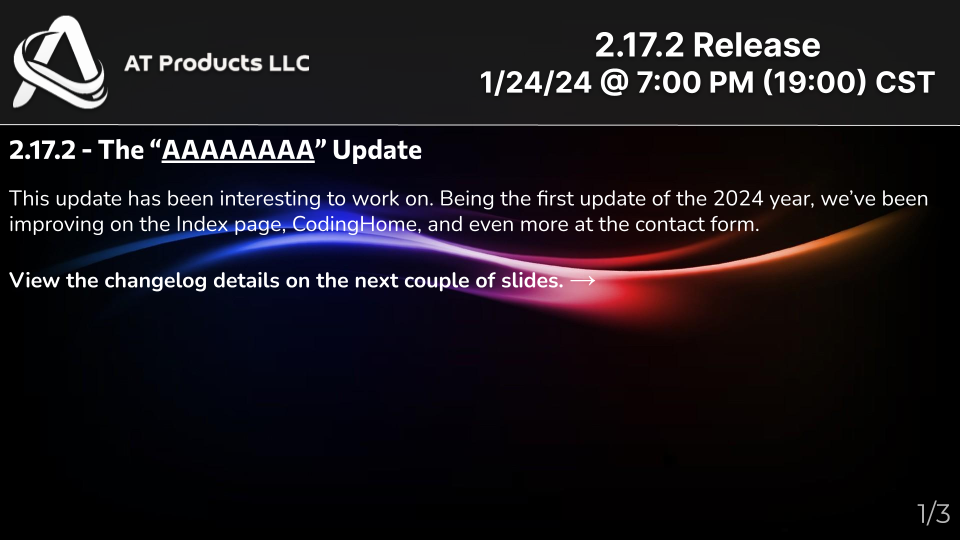 AT Products LLC
2.17.2 Release
1/24/24 @ 7:00 PM (19:00) CST
2.17.2 - The “AAAAAAAA” Update
This update has been interesting to work on. Being the first update of the 2024 year, we’ve been
improving on the Index page, CodingHome, and even more at the contact form.
View the changelog details on the next couple of slides. →
1/3